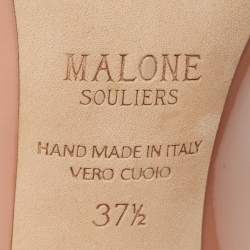 MALONE
SOULIERS
HAND MADE IN ITALY
VERO CUOIO
37½